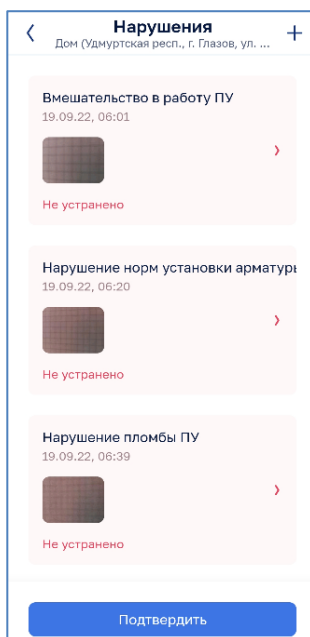 Нарушения
Дом (Удмуртская респ., г. Глазов, ул. ...
Вмешательство в работу ПУ
19.09.22, 06:01
Не устранено
Нарушение норм установки арматуры
19.09.22, 06:20
Не устранено
Нарушение пломбы ПУ
19.09.22, 06:39
Не устранено
Подтвердить